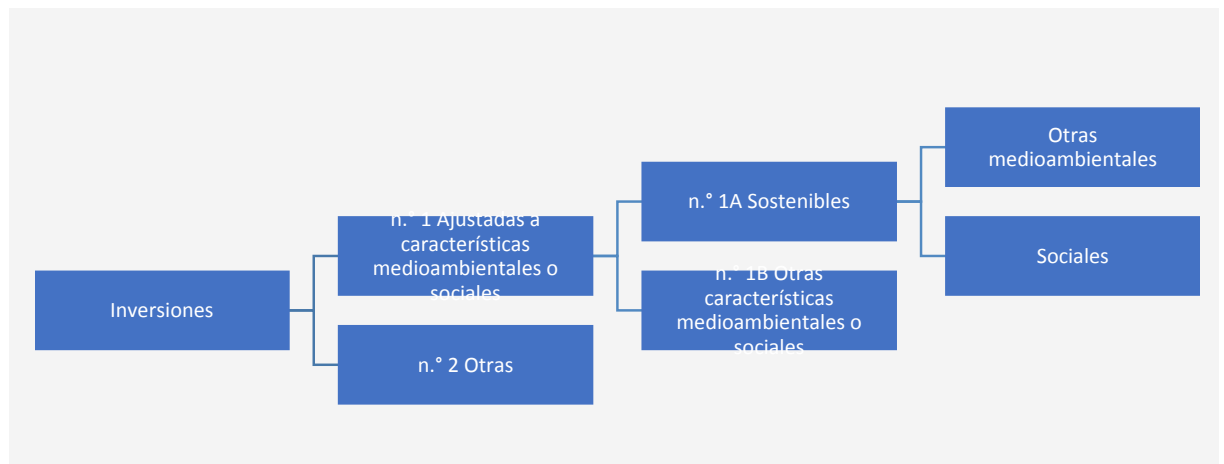 Inversiones
n.° 1 Ajustadas a
características
medioambientales o
sociales
n.° 2 Otras
n.° 1A Sostenibles
n.° 1B Otras
características
medioambientales o
sociales
Otras
medioambientales
Sociales